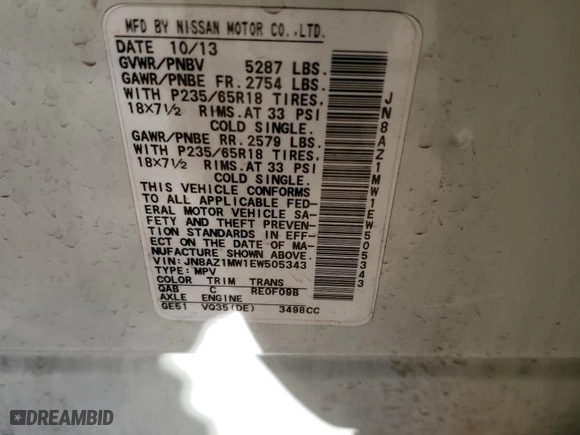 MFD BY NISSAN MOTOR CO.,LTD.
DATE 10/13
GVWR/PNBV 5287 LBS.
GAWR/PNBE FR. 2754 LBS.
WITH P235/65R18 TIRES.
18X7½ RIMS.AT 33 PSI
COLD SINGLE.
GAWR/PNBE RR. 2579 LBS.
WITH P235/65R18 TIRES.
18X7½ RIMS.AT 33 PSI
COLD SINGLE.
THIS VEHICLE CONFORMS
TO ALL APPLICABLE FED-
ERAL MOTOR VEHICLE SA-
FETY AND THEFT PREVEN-
TION STANDARDS IN EFF-
ECT ON THE DATE OF MA-
NUFACTURE SHOWN ABOVE.
VIN: JN8AZ1MW1EW505343
TYPE: MPV
COLOR TRIM TRANS
QAB C RE0F09B
AXLE ENGINE
GE51 VQ35(DE) 3498CC
JN8AZ1MW1EW505343
DREAMBID